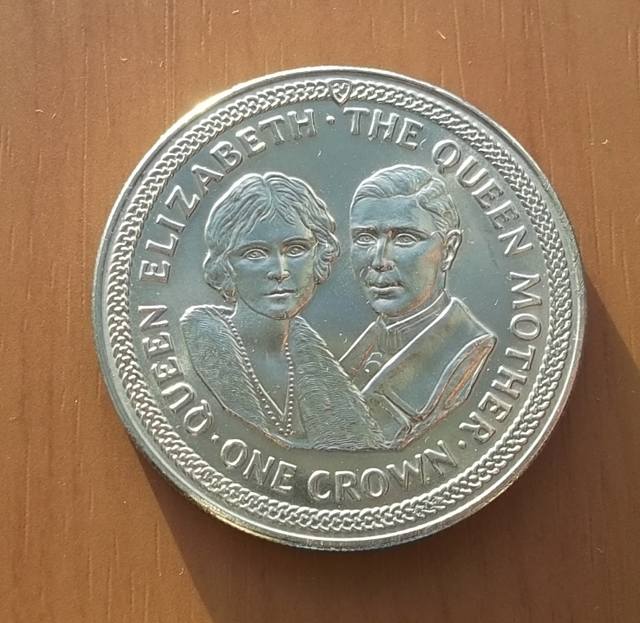 QUEEN ELIZABETH · THE QUEEN MOTHER ·
ONE CROWN ·